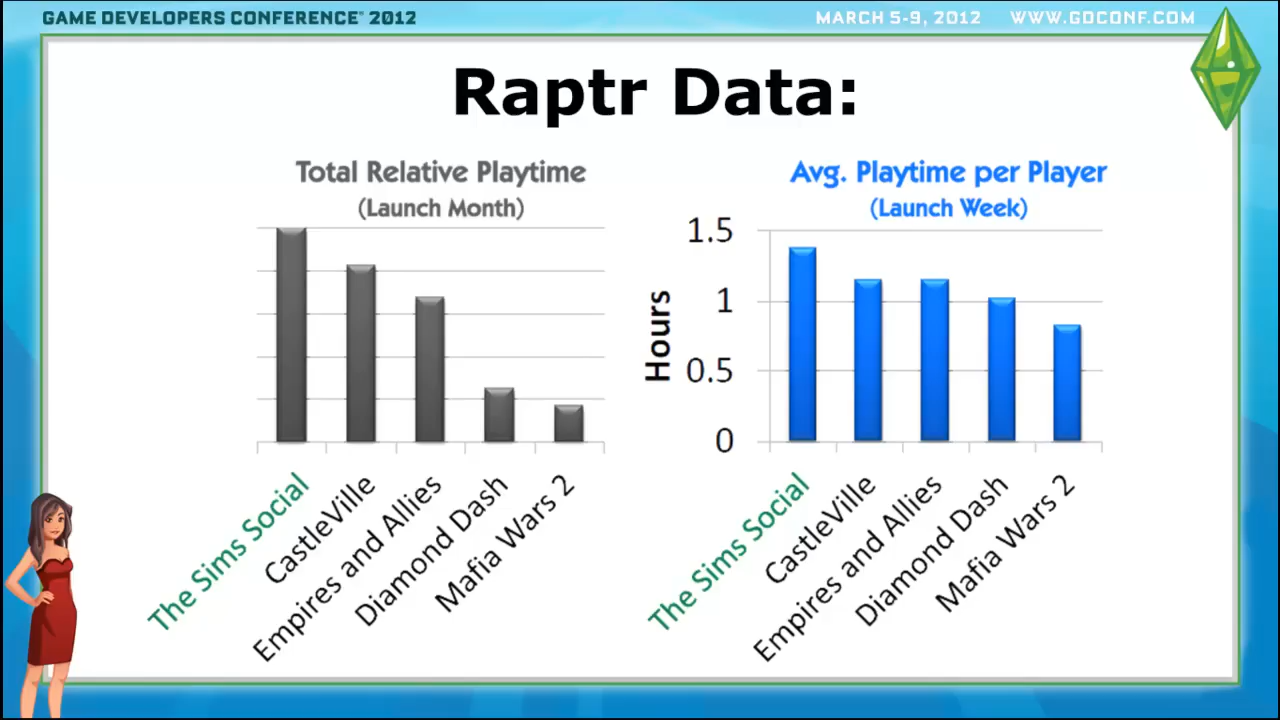 GAME DEVELOPERS CONFERENCE® 2012
MARCH 5-9, 2012 WWW.GDCONF.COM
Raptr Data:
Total Relative Playtime
(Launch Month)
The Sims Social
CastleVille
Empires and Allies
Diamond Dash
Mafia Wars 2
Avg. Playtime per Player
(Launch Week)
Hours
1.5
1
0.5
0
The Sims Social
CastleVille
Empires and Allies
Diamond Dash
Mafia Wars 2